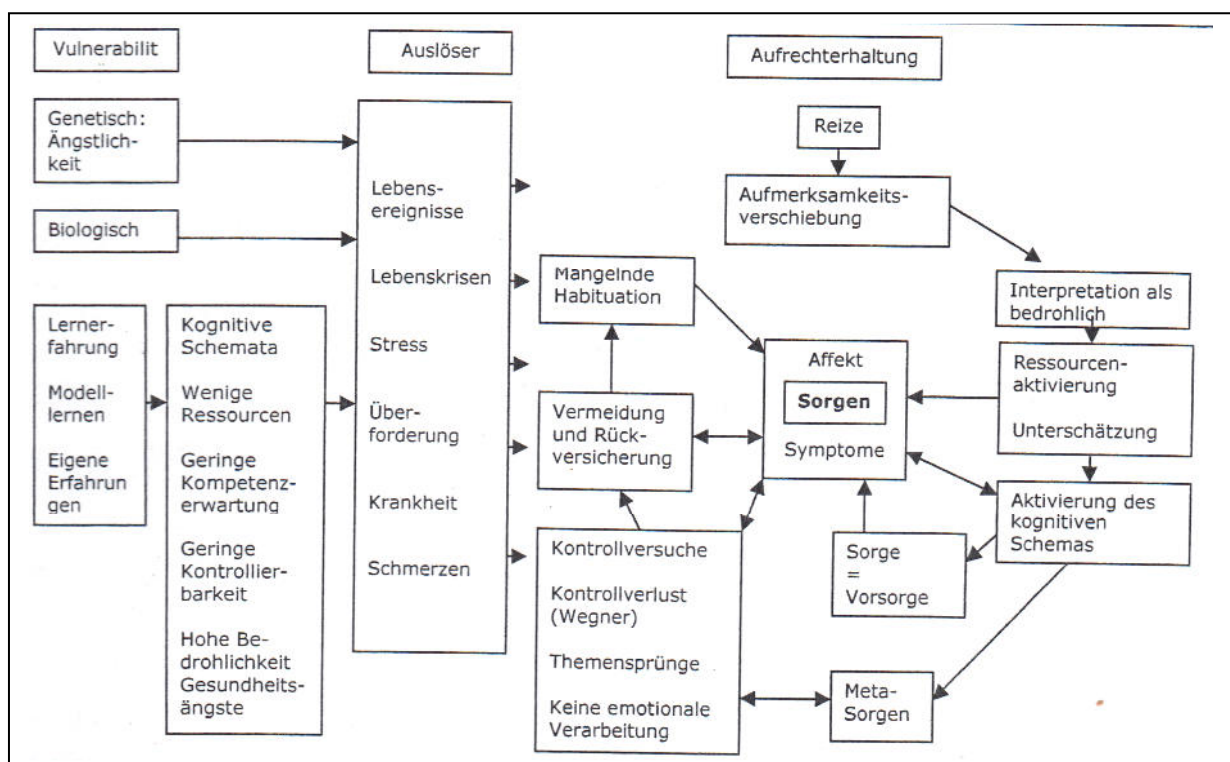 Vulnerabilit
Auslöser
Aufrechterhaltung
Genetisch:
Ängstlich-
keit
Biologisch
Lerner-
fahrung
Modell-
lernen
Eigene
Erfahrun
gen
Kognitive
Schemata
Wenige
Ressourcen
Geringe
Kompetenz-
erwartung
Geringe
Kontrollier-
barkeit
Hohe Be-
drohlichkeit
Gesundheits-
ängste
Lebens-
ereignisse
Lebenskrisen
Stress
Über-
forderung
Krankheit
Schmerzen
Mangelnde
Habituation
Vermeidung
und Rück-
versicherung
Kontrollversuche
Kontrollverlust
(Wegner)
Themensprünge
Keine emotionale
Verarbeitung
Reize
Aufmerksamkeits-
verschiebung
Interpretation als
bedrohlich
Ressourcen-
aktivierung
Unterschätzung
Aktivierung des
kognitiven
Schemas
Affekt
Sorgen
Symptome
Sorge
=
Vorsorge
Meta-
Sorgen